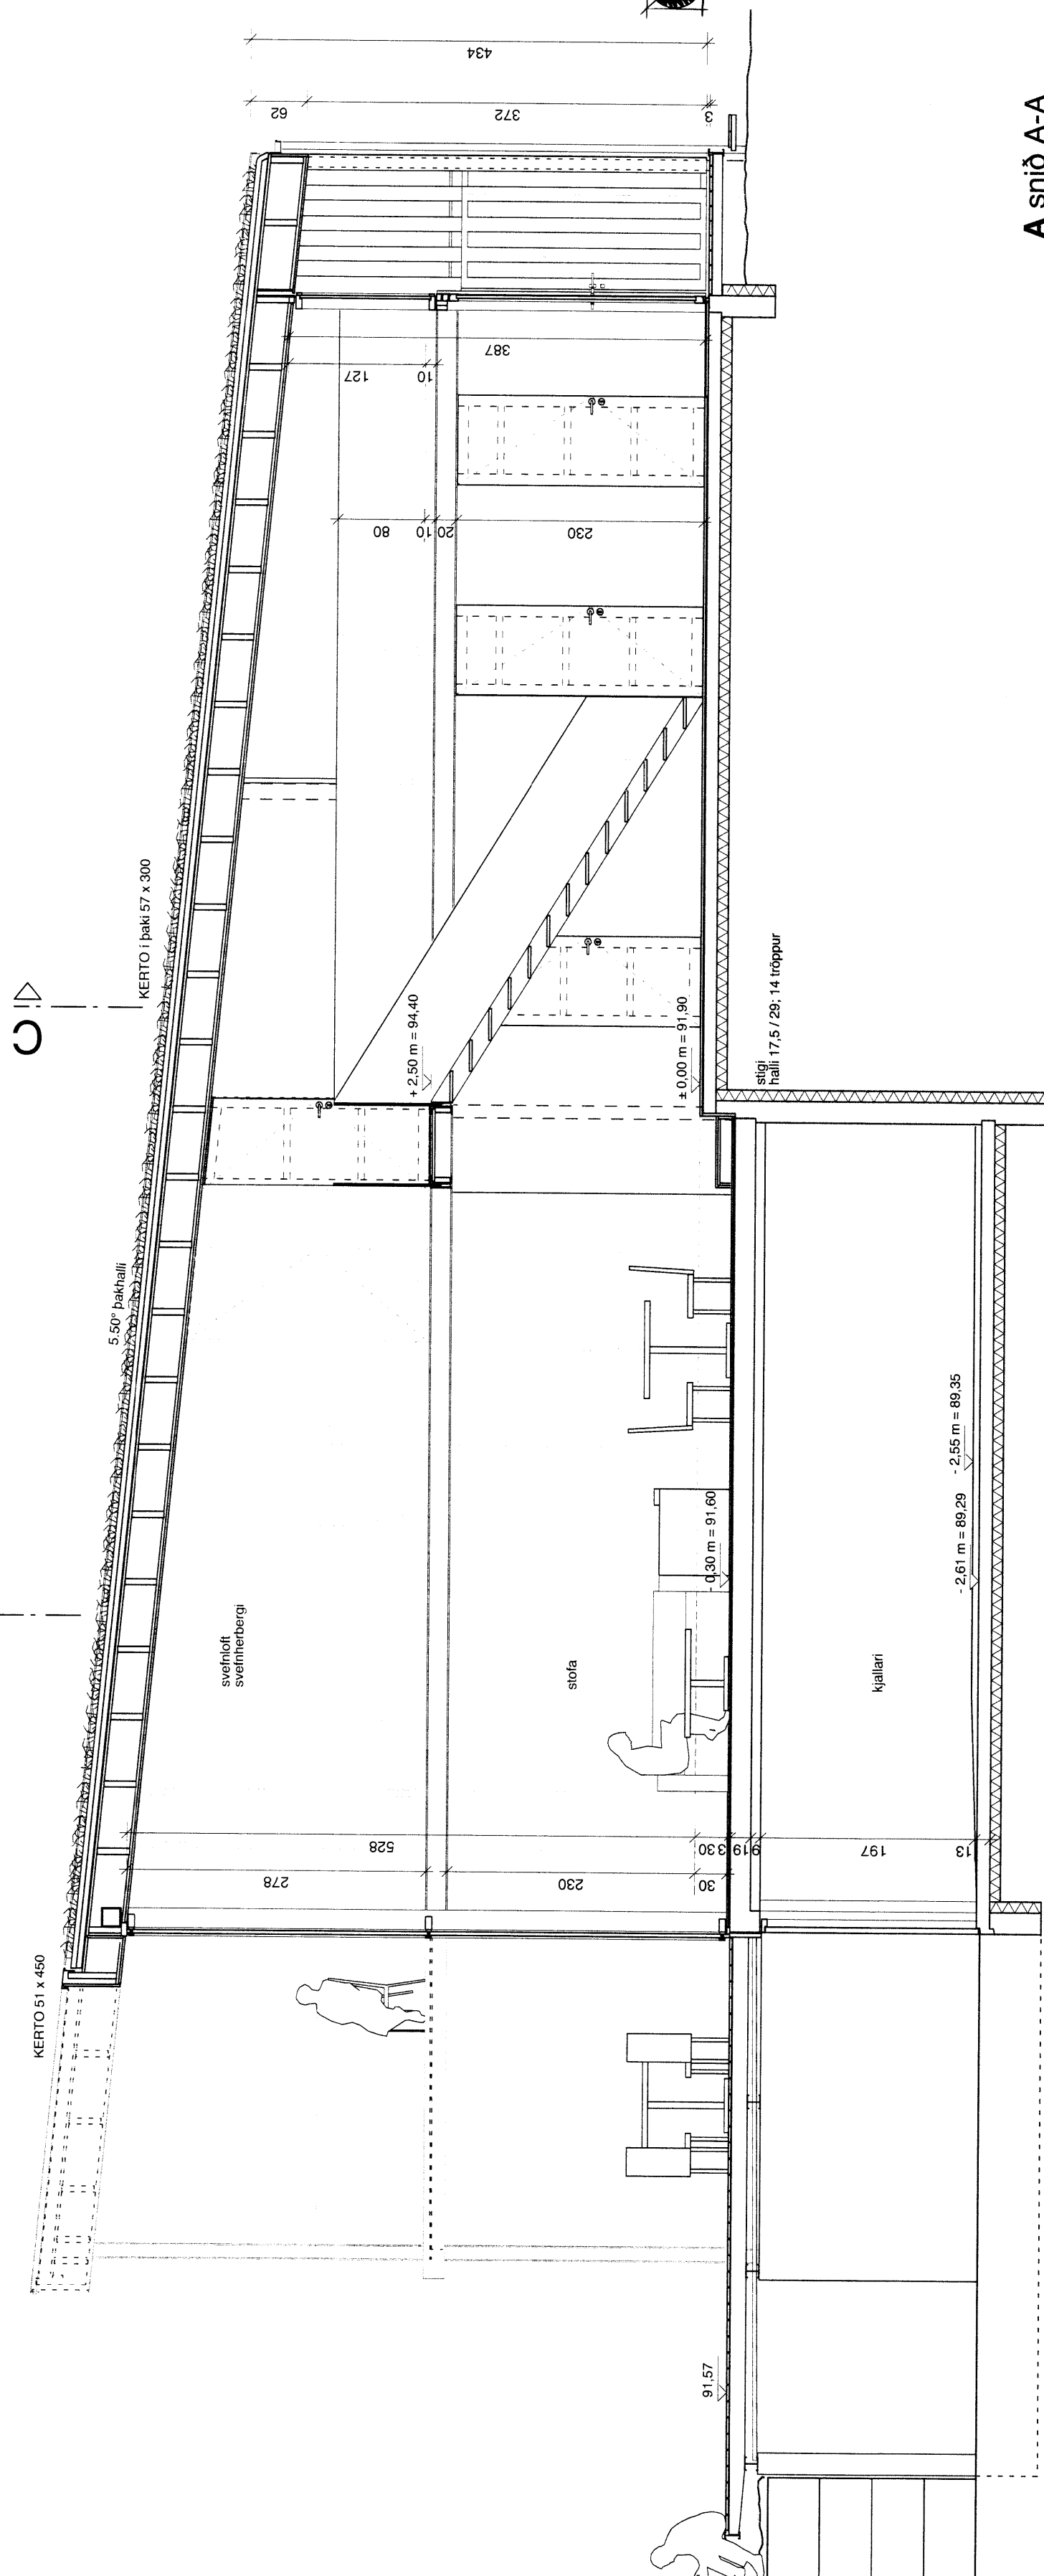 434
62
372
3
A snið A-A
387
127
10
80
10
20
230
KERTO í þaki 57 x 300
C
+ 2,50 m = 94,40
± 0,00 m = 91,90
stigi
halli 17,5 / 29; 14 tröppur
5.50° þakhalli
- 2,55 m = 89,35
- 0,30 m = 91,60
- 2,61 m = 89,29
svefnloft
svefnherbergi
stofa
kjallari
528
30
3
30
19
9
197
13
278
230
30
KERTO 51 x 450
91,57